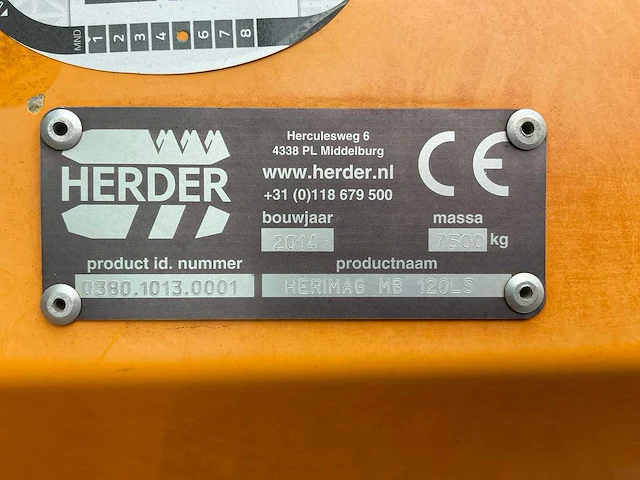 MND 1 2 3 4 6 7 8
HERDER
Herculesweg 6
4338 PL Middelburg
www.herder.nl
+31 (0)118 679 500
bouwjaar
2014
massa
7500 kg
CE
product id. nummer
0380.1013.0001
productnaam
HERIMAG MB 120LS